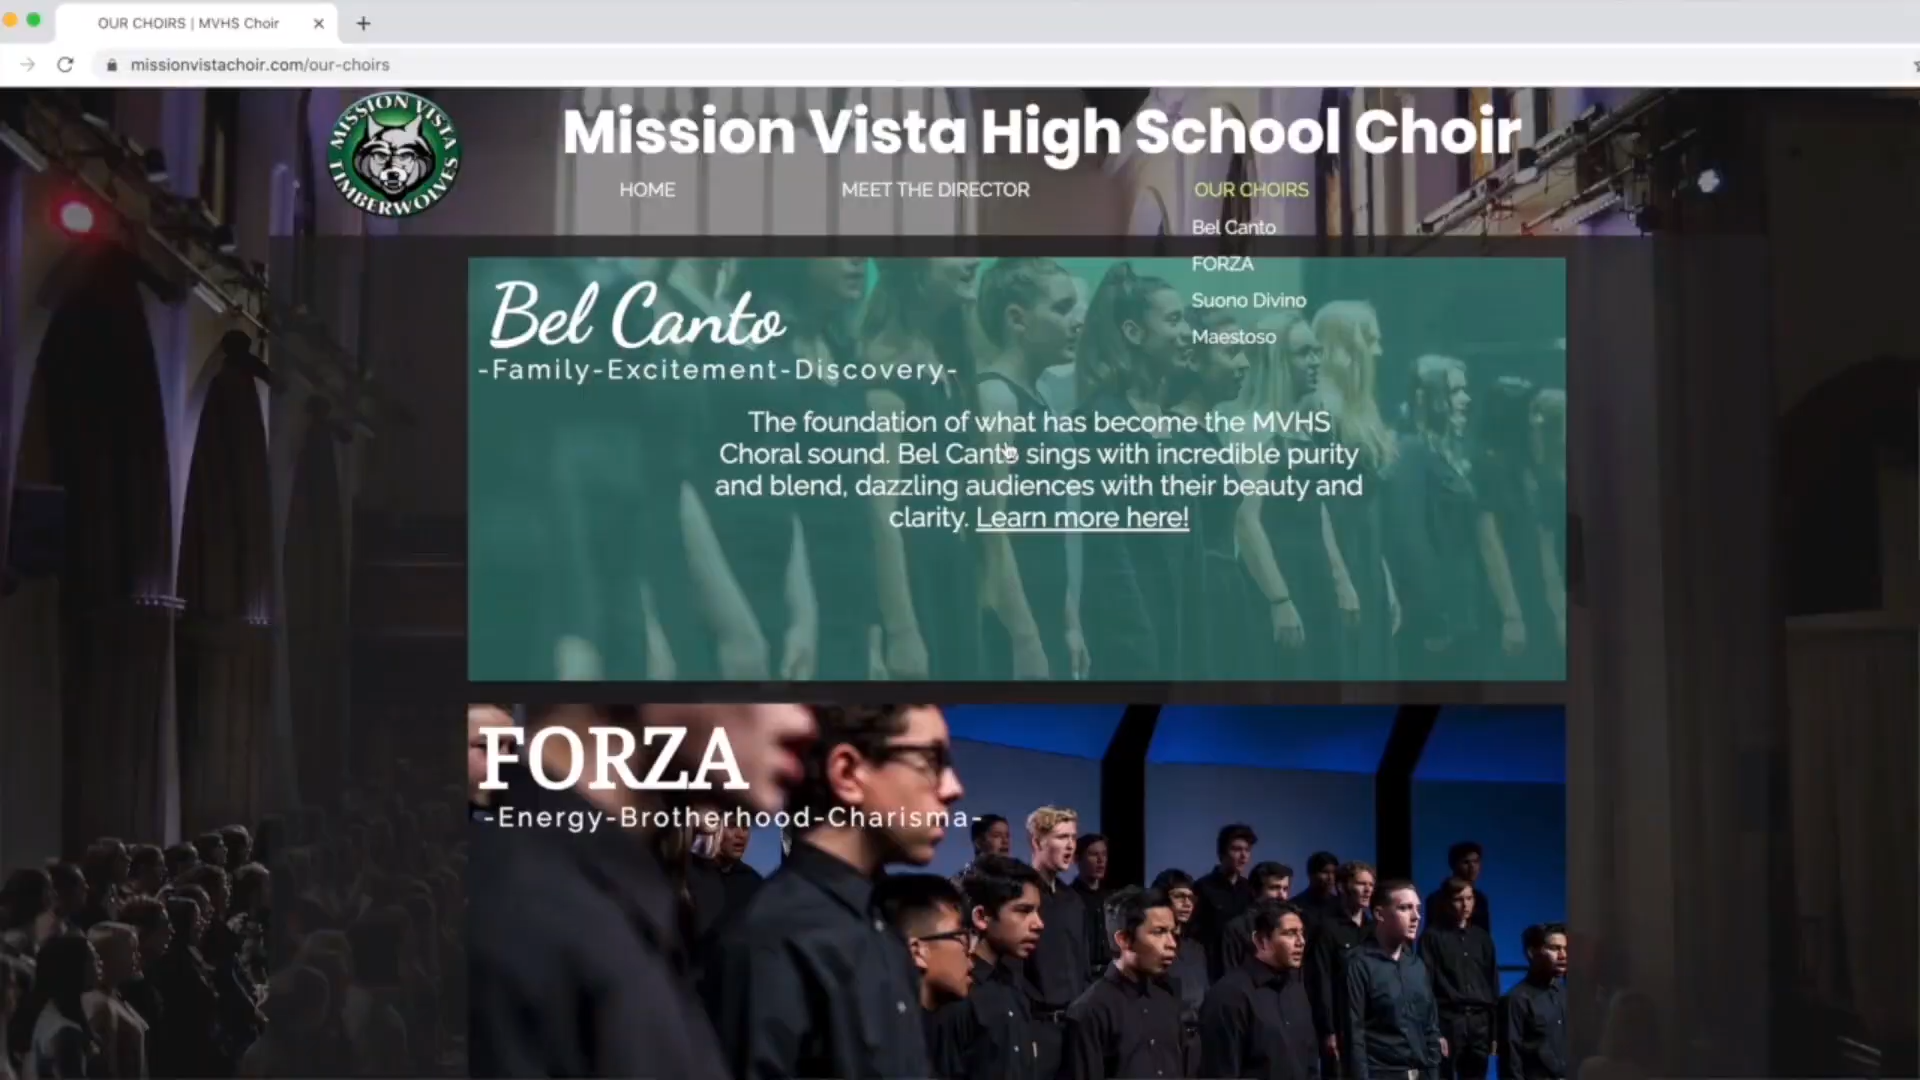 OUR CHOIRS | MVHS Choir
missionvistachoir.com/our-choirs
MISSION VISTA
TIMBERWOLVES
Mission Vista High School Choir
HOME
MEET THE DIRECTOR
OUR CHOIRS
Bel Canto
FORZA
Suono Divino
Maestoso
Bel Canto
-Family-Excitement-Discovery-
The foundation of what has become the MVHS
Choral sound. Bel Canto sings with incredible purity
and blend, dazzling audiences with their beauty and
clarity. Learn more here!
FORZA
-Energy-Brotherhood-Charisma-